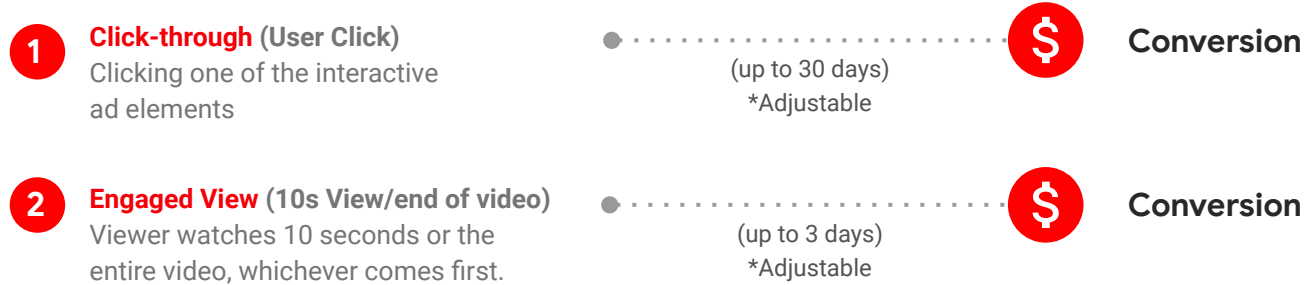 1
Click-through (User Click)
Clicking one of the interactive
ad elements
(up to 30 days)
*Adjustable
$
Conversion
2
Engaged View (10s View/end of video)
Viewer watches 10 seconds or the
entire video, whichever comes first.
(up to 3 days)
*Adjustable
$
Conversion